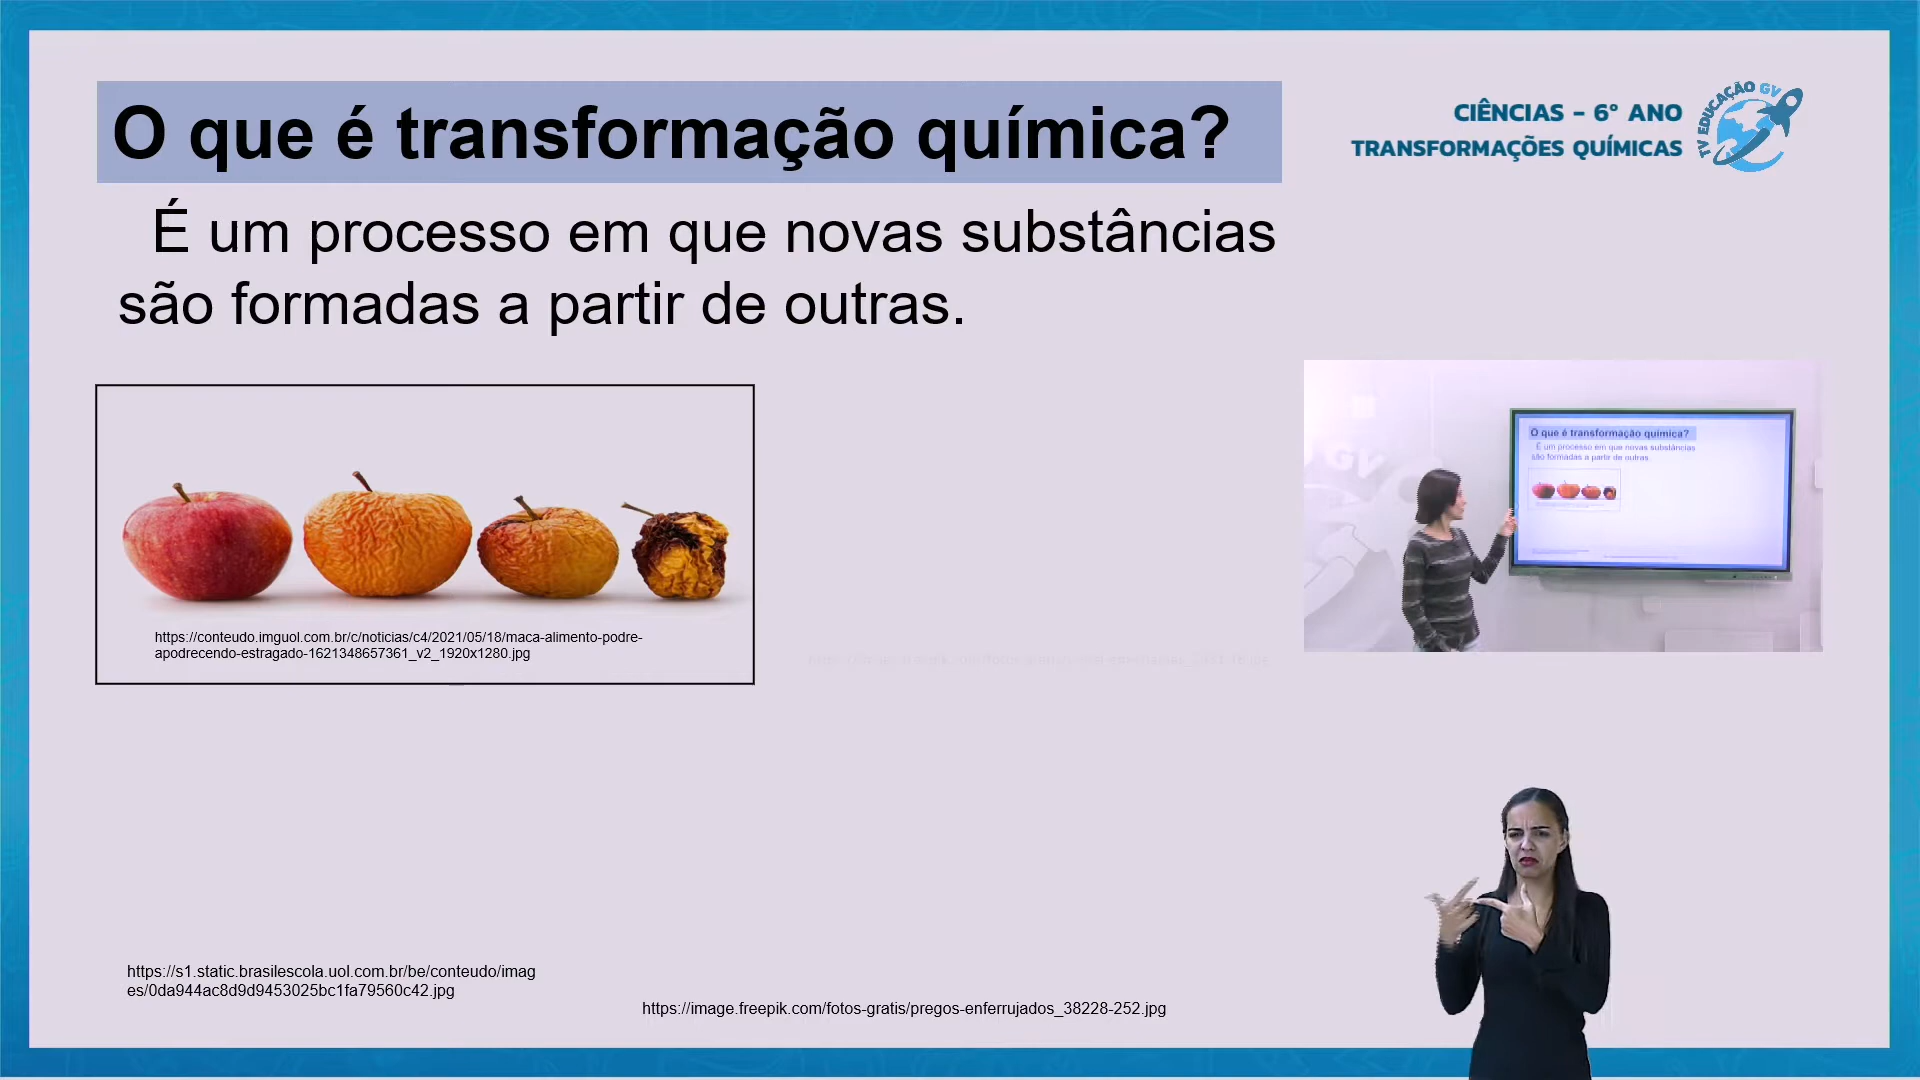 O que é transformação química?
É um processo em que novas substâncias
são formadas a partir de outras.
CIÊNCIAS – 6º ANO
TRANSFORMAÇÕES QUÍMICAS
TV EDUCAÇÃO GV
https://conteudo.imguol.com.br/c/noticias/c4/2021/05/18/maca-alimento-podre-
apodrecendo-estragado-1621348657361_v2_1920x1280.jpg
GV
O que é transformação química?
É um processo em que novas substâncias
são formadas a partir de outras.
https://s1.static.brasilescola.uol.com.br/be/conteudo/imag
es/0da944ac8d9d9453025bc1fa79560c42.jpg
https://image.freepik.com/fotos-gratis/pregos-enferrujados_38228-252.jpg